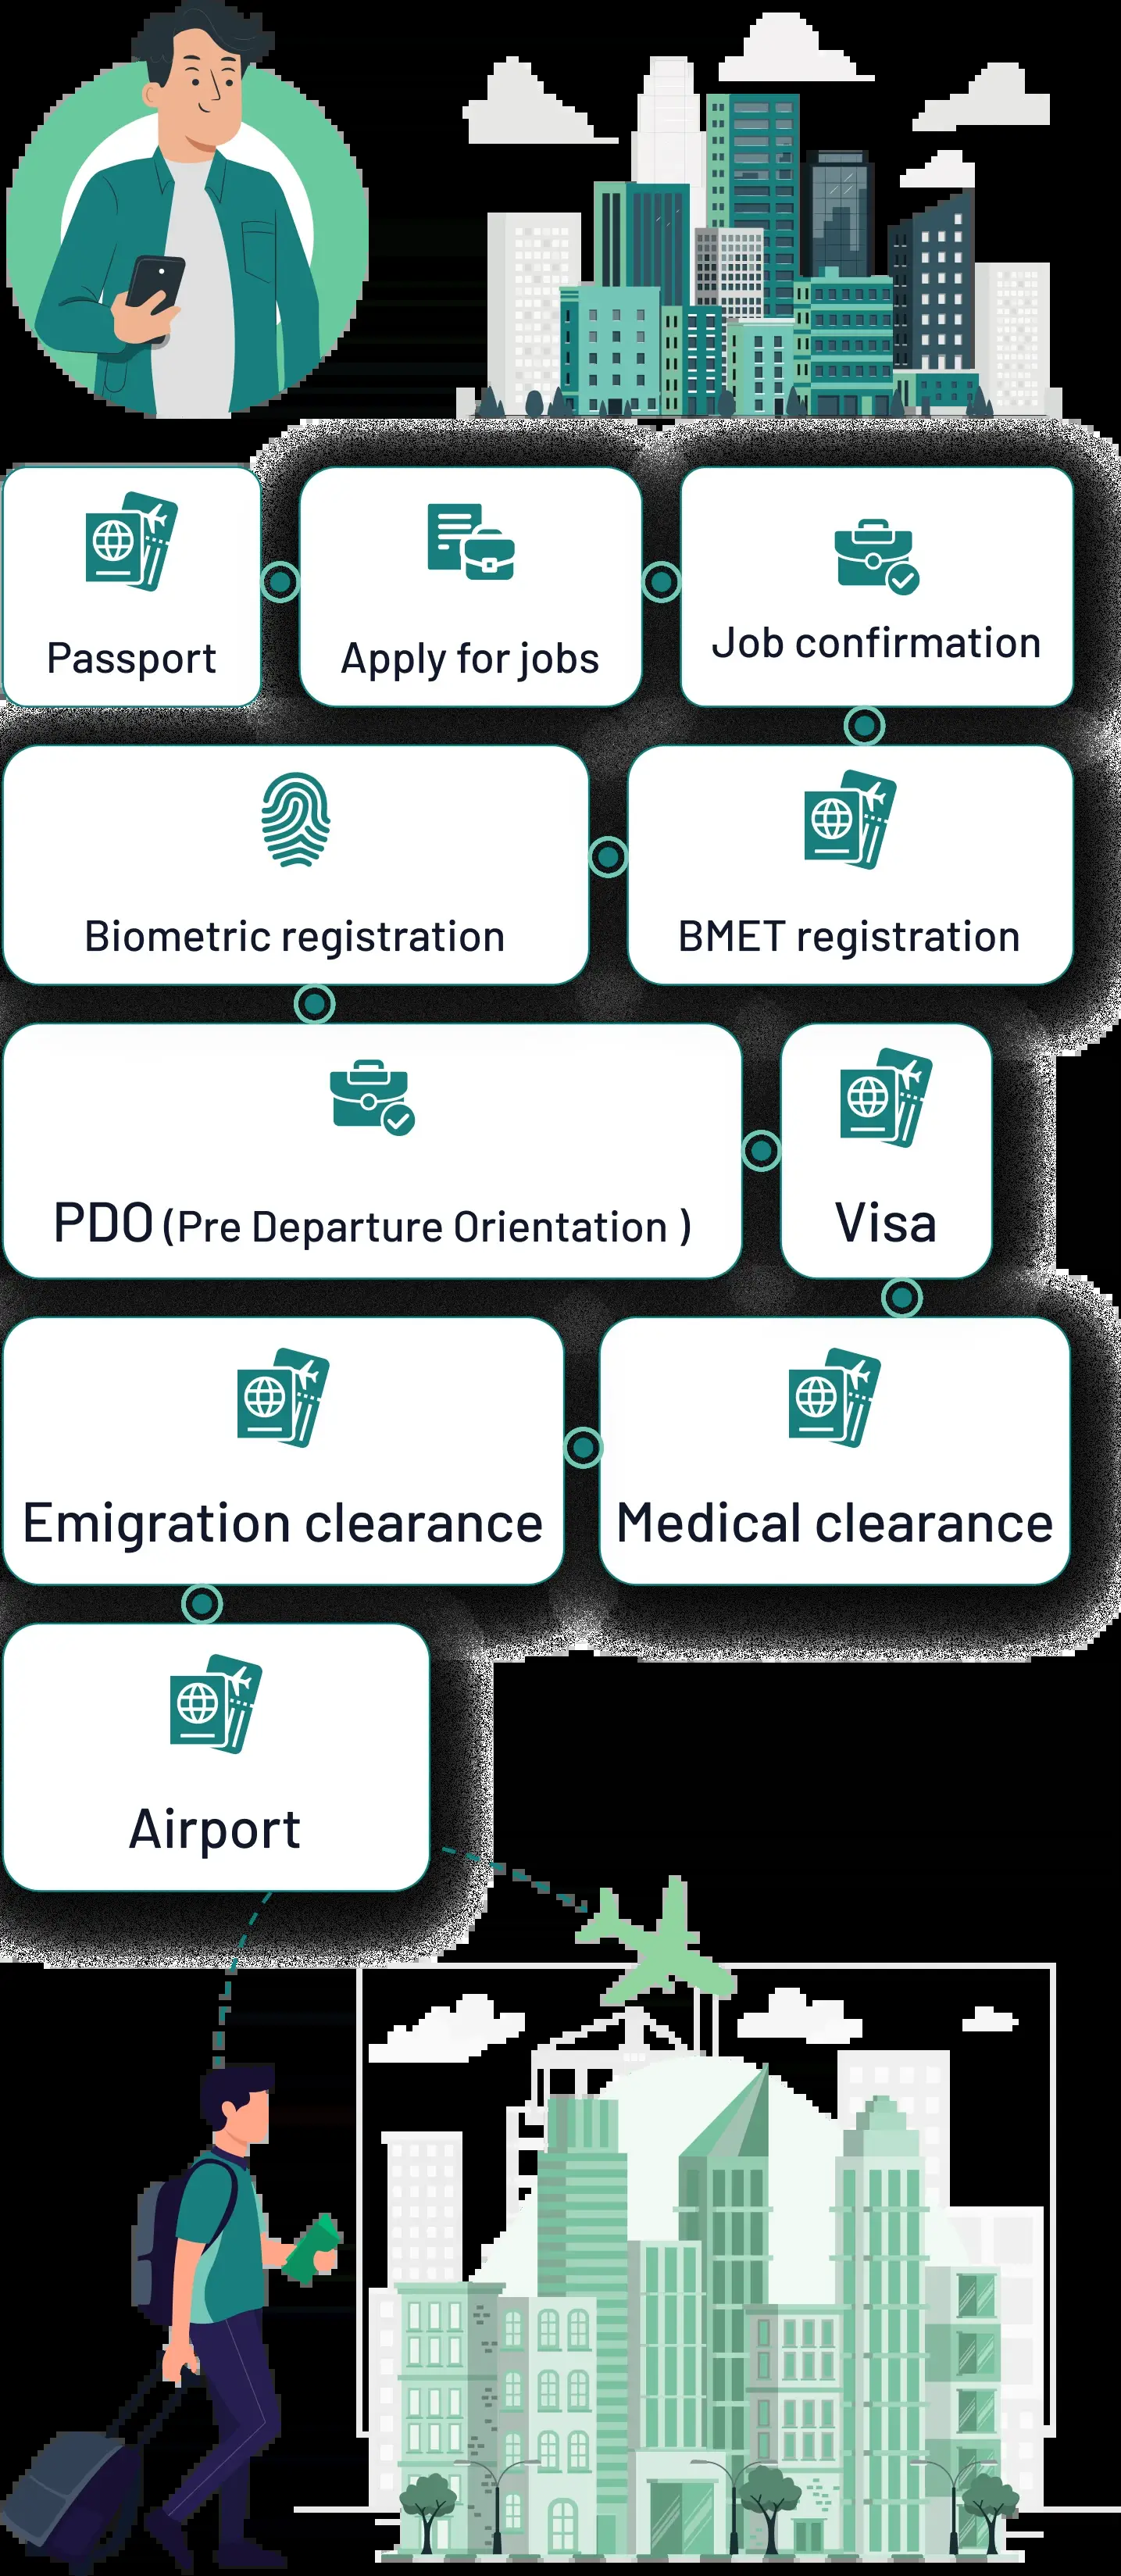 Passport
Apply for jobs
Job confirmation
Biometric registration
BMET registration
PDO (Pre Departure Orientation )
Visa
Emigration clearance
Medical clearance
Airport